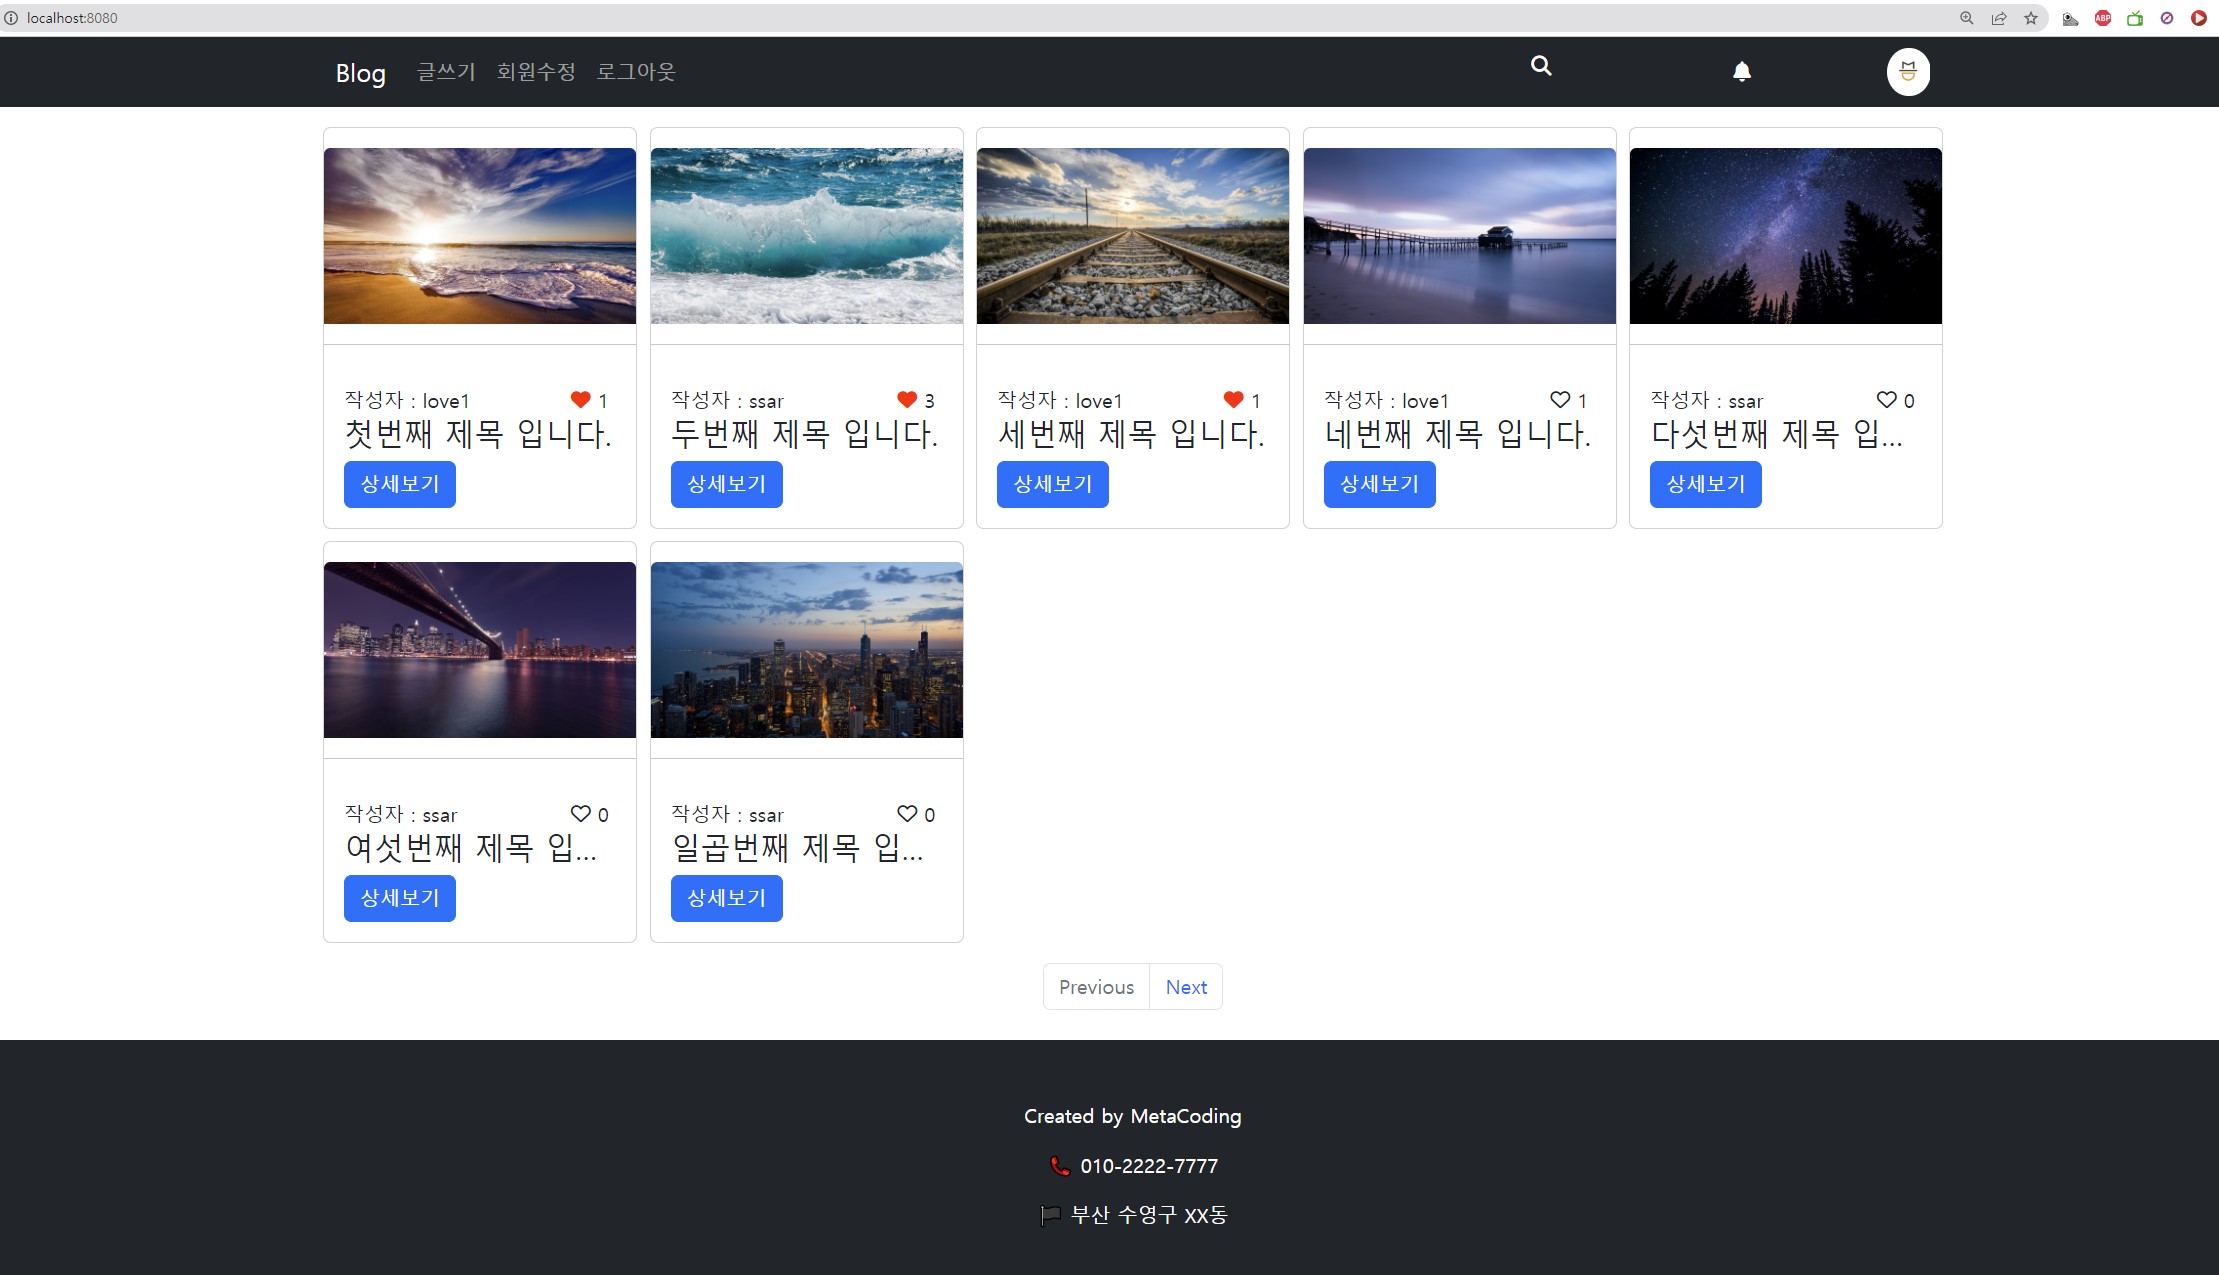 localhost:8080
ABP
Blog 글쓰기 회원수정 로그아웃
작성자 : love1 1
첫번째 제목 입니다.
상세보기
작성자 : ssar 3
두번째 제목 입니다.
상세보기
작성자 : love1 1
세번째 제목 입니다.
상세보기
작성자 : love1 1
네번째 제목 입니다.
상세보기
작성자 : ssar 0
다섯번째 제목 입...
상세보기
작성자 : ssar 0
여섯번째 제목 입...
상세보기
작성자 : ssar 0
일곱번째 제목 입...
상세보기
Previous Next
Created by MetaCoding
010-2222-7777
부산 수영구 XX동